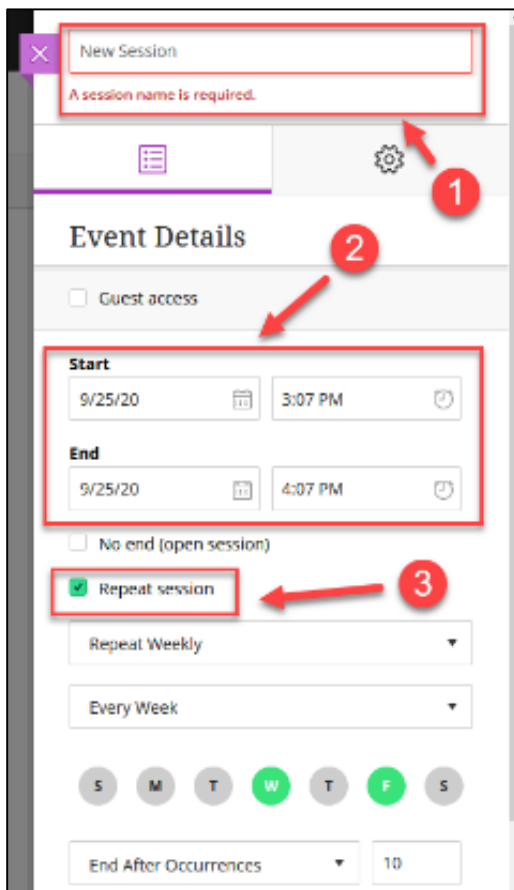 New Session
A session name is required.
1
Event Details
2
Guest access
Start
9/25/20 3:07 PM
End
9/25/20 4:07 PM
No end (open session)
Repeat session
3
Repeat Weekly
Every Week
S M T W T F S
End After Occurrences 10